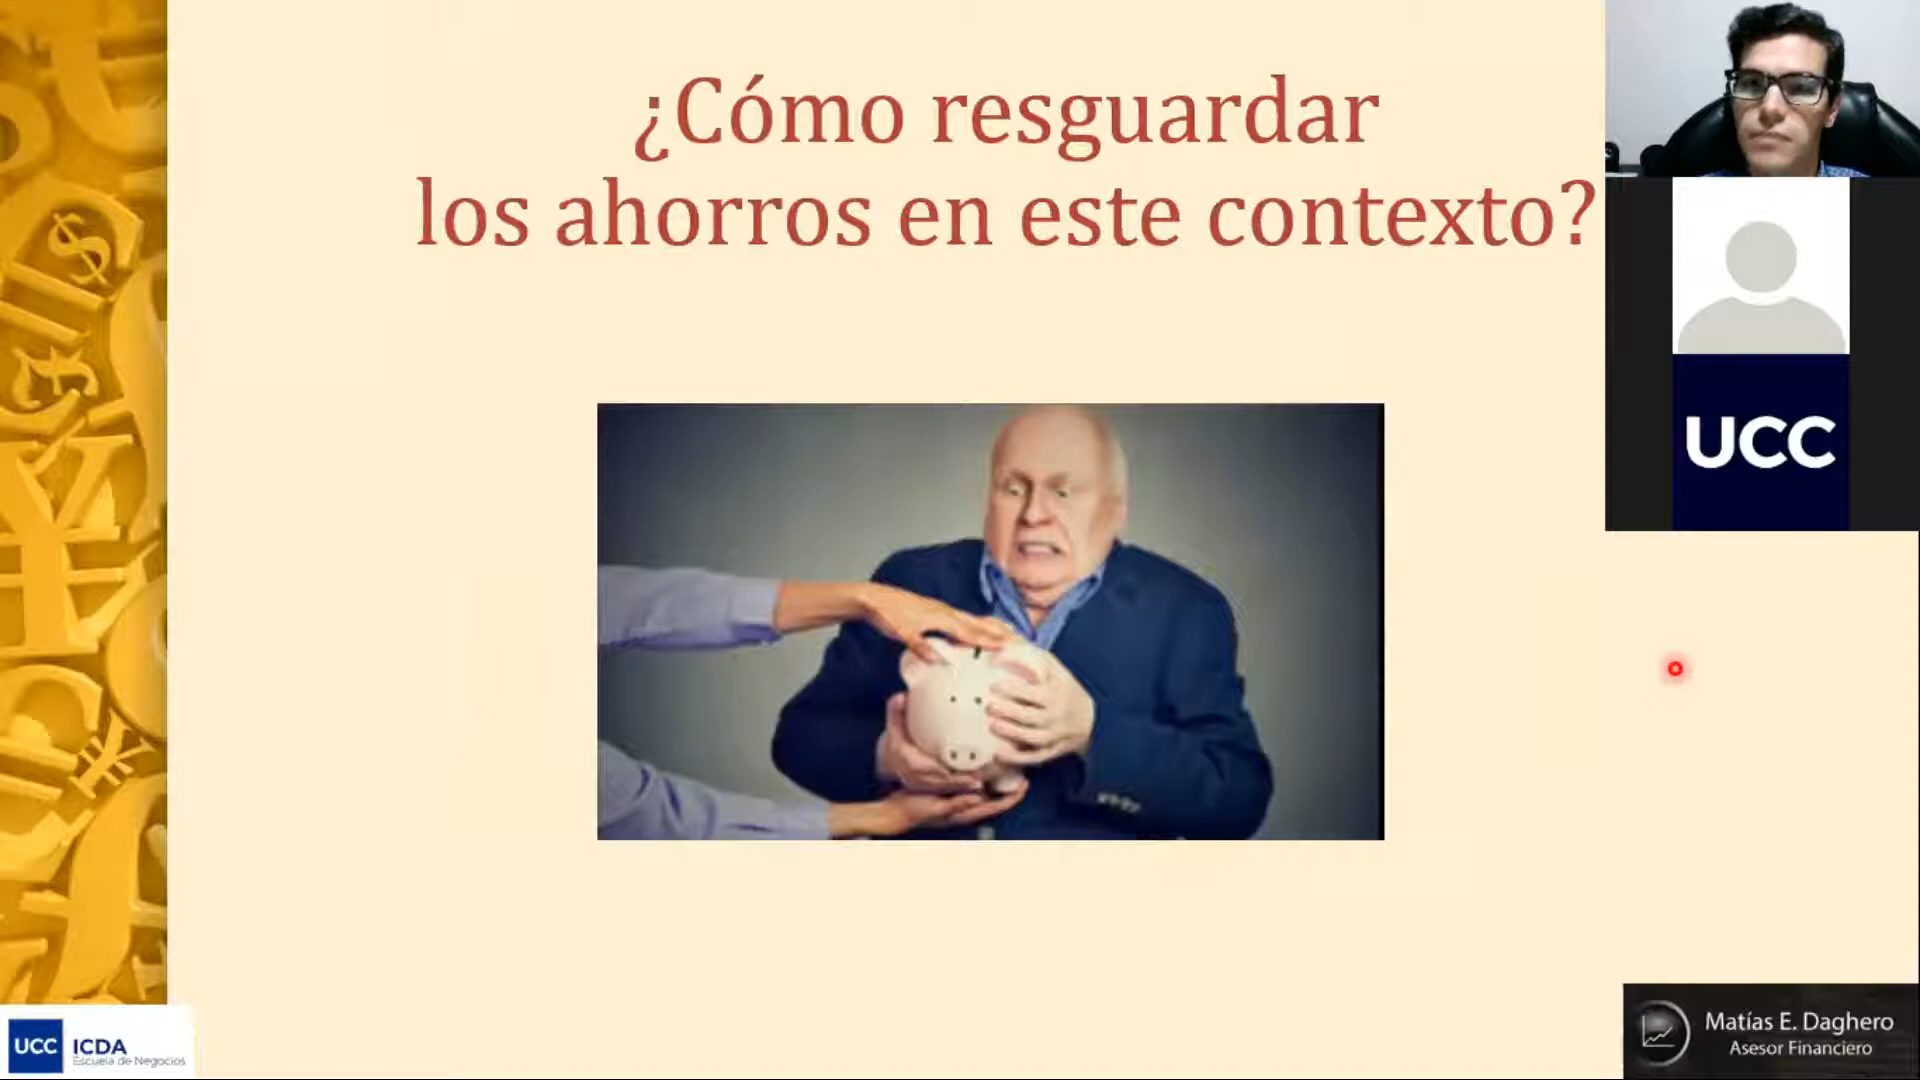 ¿Cómo resguardar
los ahorros en este contexto?
UCC
UCC
ICDA
Escuela de Negocios
Matías E. Daghero
Asesor Financiero